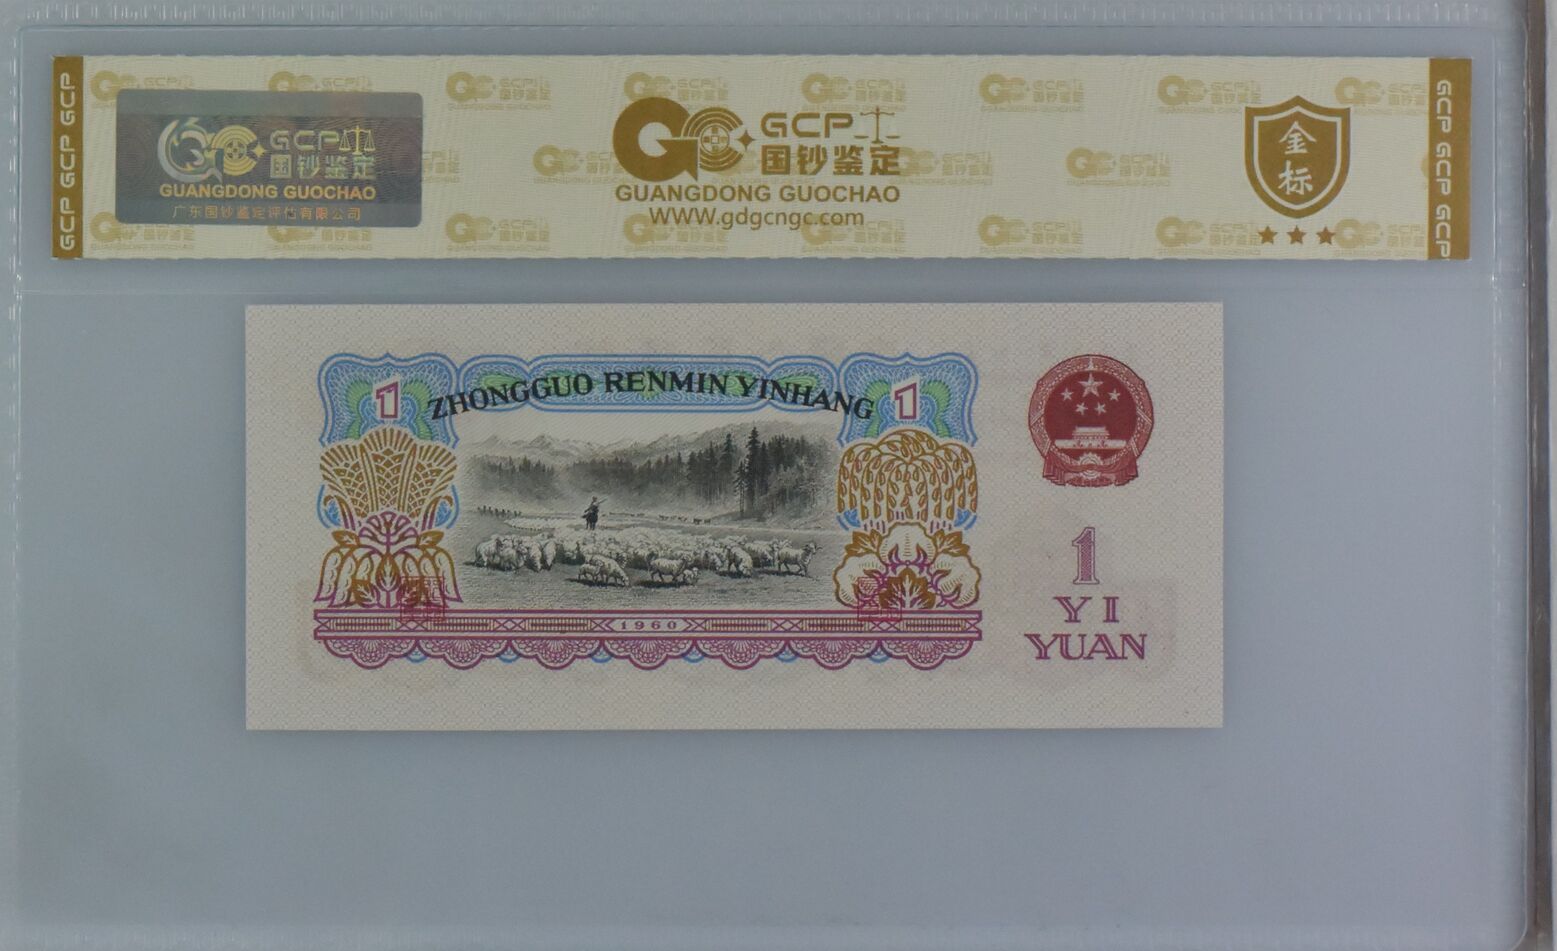 GCP GCP GCP
GCP
国钞鉴定
GUANGDONG GUOCHAO
广东国钞鉴定评估有限公司
GCP
国钞鉴定
GUANGDONG GUOCHAO
WWW.gdgcngc.com
金
标
GCP GCP GCP
1
ZHONGGUO RENMIN YINHANG
1
1960
1
YI
YUAN